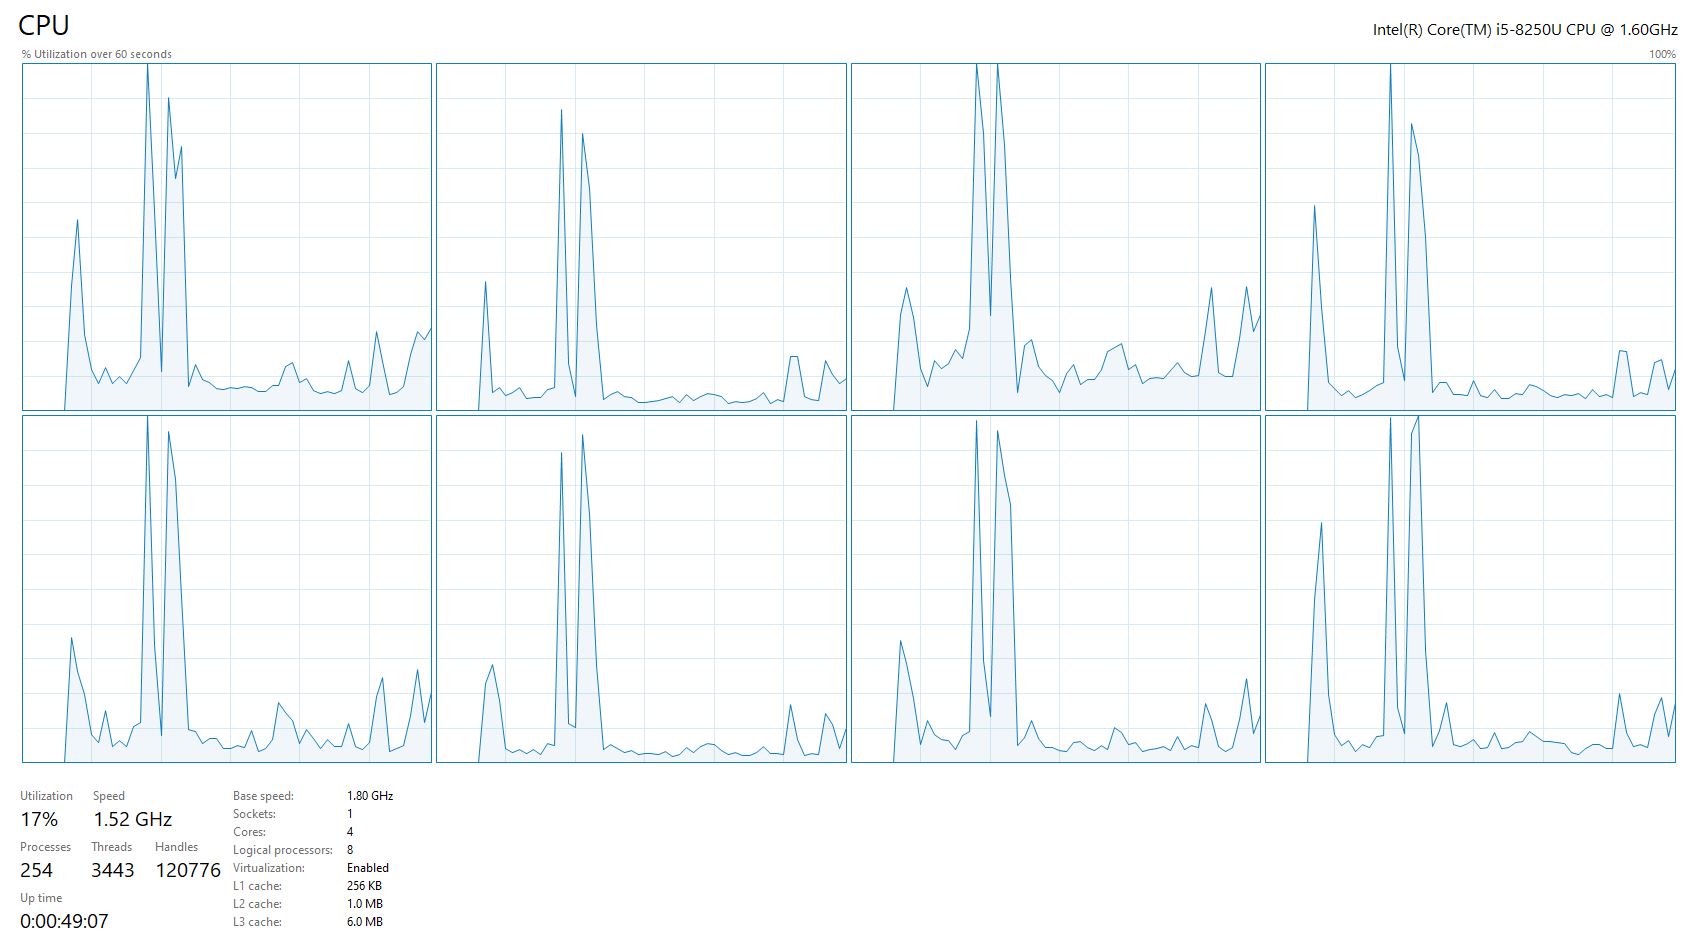 CPU
Intel(R) Core(TM) i5-8250U CPU @ 1.60GHz
% Utilization over 60 seconds
100%
Utilization
Speed
17%
1.52 GHz
Processes
Threads
Handles
254
3443
120776
Up time
0:00:49:07
Base speed: 1.80 GHz
Sockets: 1
Cores: 4
Logical processors: 8
Virtualization: Enabled
L1 cache: 256 KB
L2 cache: 1.0 MB
L3 cache: 6.0 MB